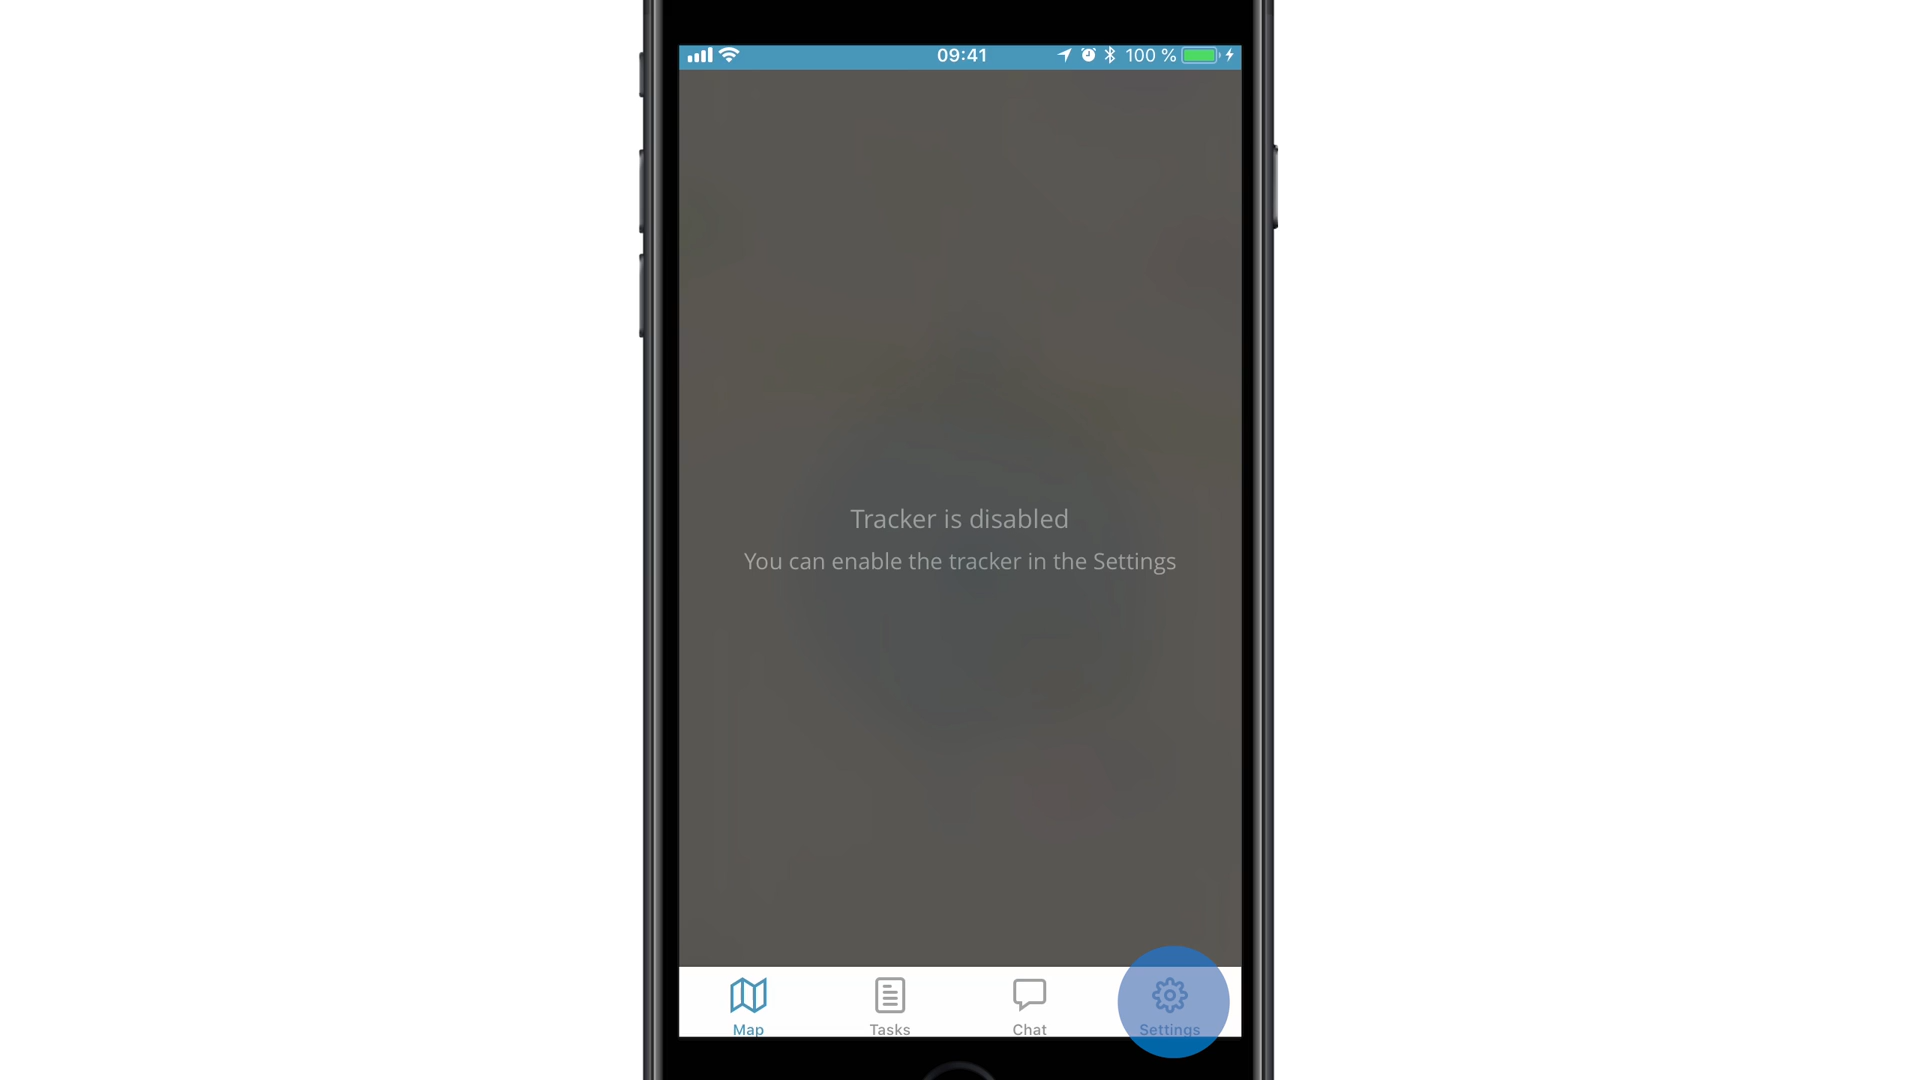 09:41
100 %
Tracker is disabled
You can enable the tracker in the Settings
Map
Tasks
Chat
Settings